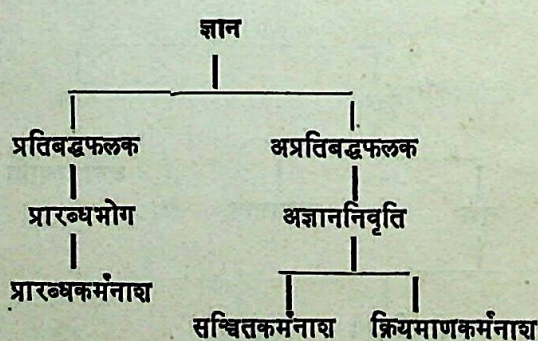 ज्ञान
प्रतिबद्धफलक अप्रतिबद्धफलक
प्रारब्धभोग अज्ञाननिवृति
प्रारब्धकर्मनाश
सञ्चितकर्मनाश क्रियमाणकर्मनाश